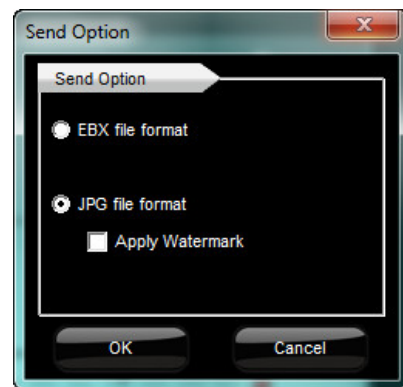 Send Option
Send Option
EBX file format
JPG file format
Apply Watermark
OK
Cancel